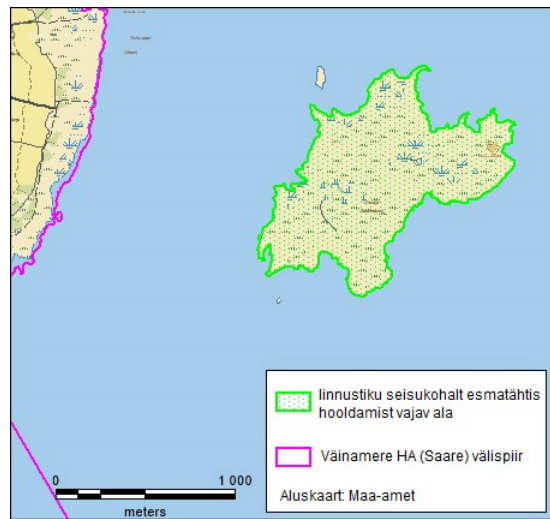 linnustiku seisukohalt esmatähtis
hooldamist vajav ala
Väinamere HA (Saare) välispiir
Aluskaart: Maa-amet
0 1 000
meters